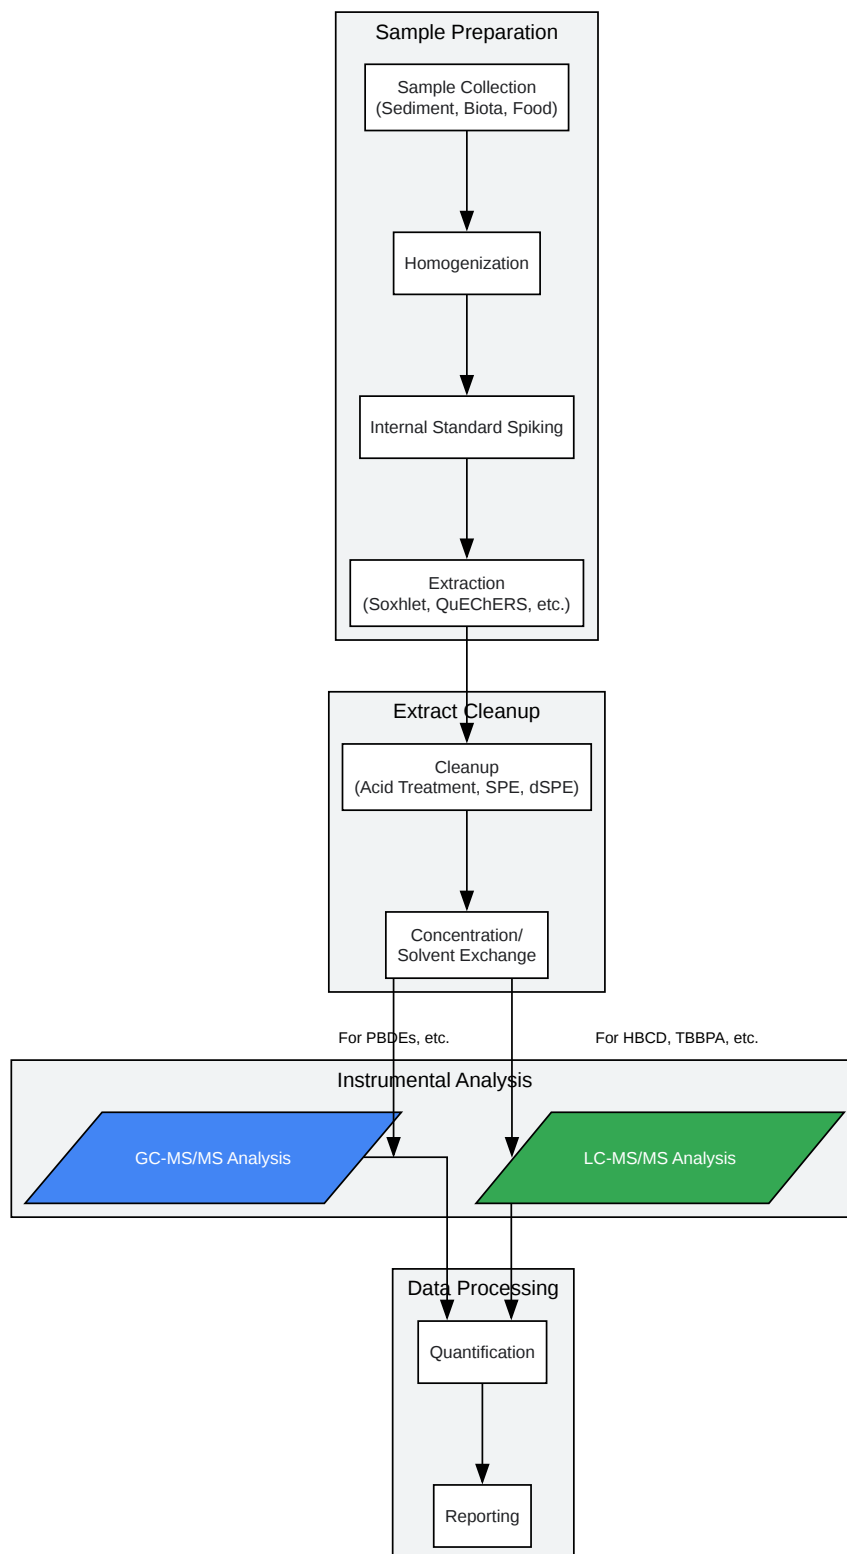 Sample Preparation
Sample Collection
(Sediment, Biota, Food)
Homogenization
Internal Standard Spiking
Extraction
(Soxhlet, QuEChERS, etc.)
Extract Cleanup
Cleanup
(Acid Treatment, SPE, dSPE)
Concentration/
Solvent Exchange
For PBDEs, etc.
For HBCD, TBBPA, etc.
Instrumental Analysis
GC-MS/MS Analysis
LC-MS/MS Analysis
Data Processing
Quantification
Reporting